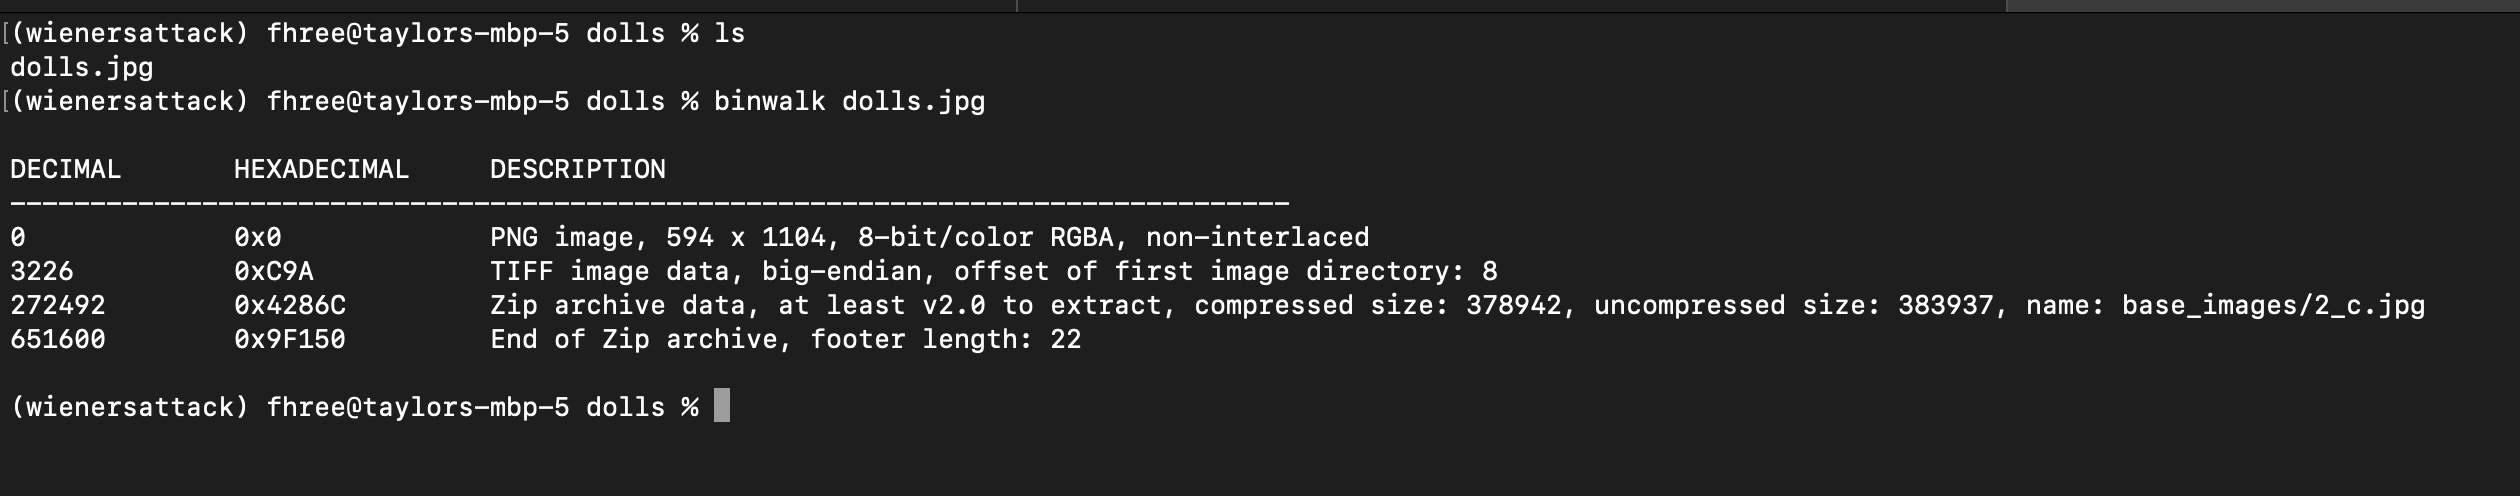 [(wienersattack) fhree@taylors-mbp-5 dolls % ls
dolls.jpg
[(wienersattack) fhree@taylors-mbp-5 dolls % binwalk dolls.jpg
DECIMAL       HEXADECIMAL     DESCRIPTION
--------------------------------------------------------------------------------
0             0x0             PNG image, 594 x 1104, 8-bit/color RGBA, non-interlaced
3226          0xC9A           TIFF image data, big-endian, offset of first image directory: 8
272492        0x4286C         Zip archive data, at least v2.0 to extract, compressed size: 378942, uncompressed size: 383937, name: base_images/2_c.jpg
651600        0x9F150         End of Zip archive, footer length: 22
(wienersattack) fhree@taylors-mbp-5 dolls %